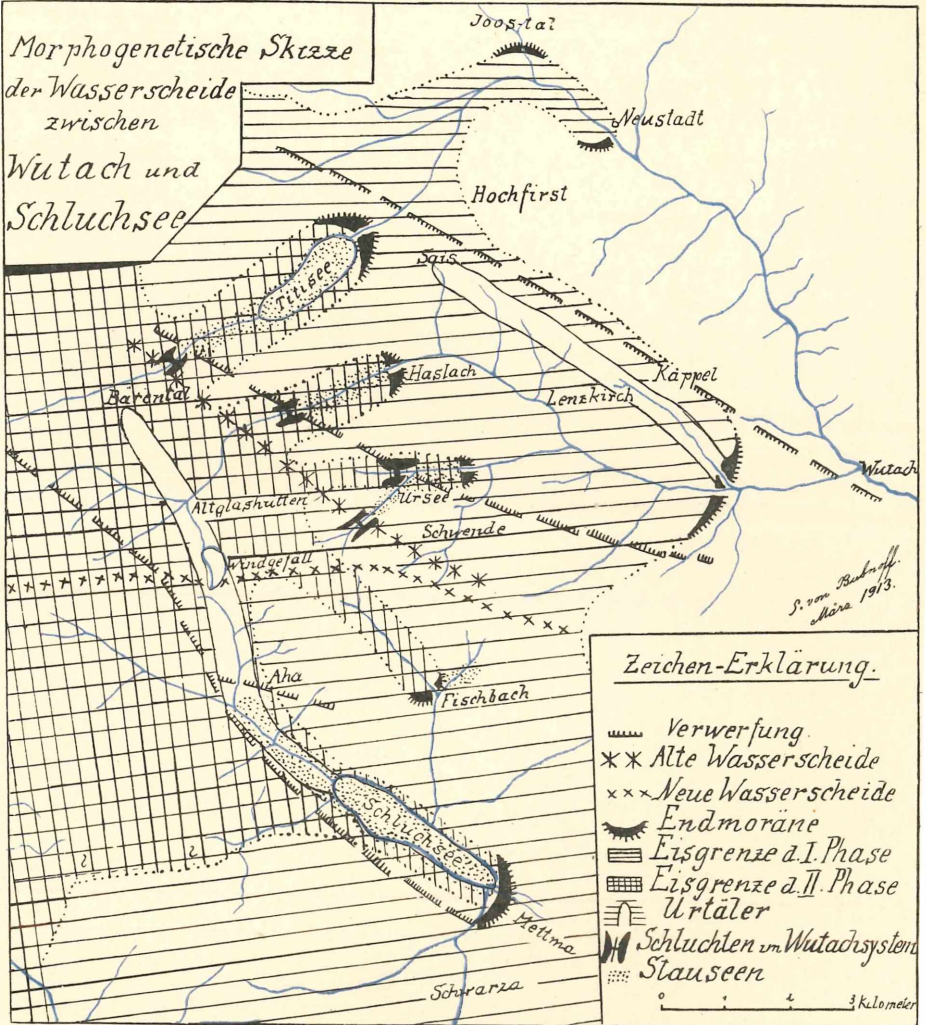 Morphogenetische Skizze
der Wasserscheide
zwischen
Wutach und
Schluchsee
Joos-tal
Neustadt
Hochfirst
Sais
Titisee
Käppel
Haslach
Lenzkirch
Bärental
Wutach
Ursee
Altglashütten
Schwende
Windgefäll
S. von Bubnoff.
März 1913.
Aha
Fischbach
Schluchsee
Mettma
Schwarza
Zeichen-Erklärung.
Verwerfung
Alte Wasserscheide
Neue Wasserscheide
Endmoräne
Eisgrenze d. I. Phase
Eisgrenze d. II. Phase
Urtäler
Schluchten im Wutachsystem
Stauseen
0 1 2 3 Kilometer